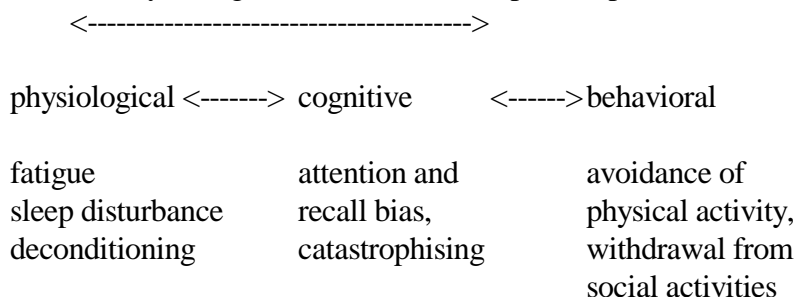 <--------------------------------------->
physiological <-------> cognitive <------>behavioral
fatigue attention and avoidance of
sleep disturbance recall bias, physical activity,
deconditioning catastrophising withdrawal from
social activities